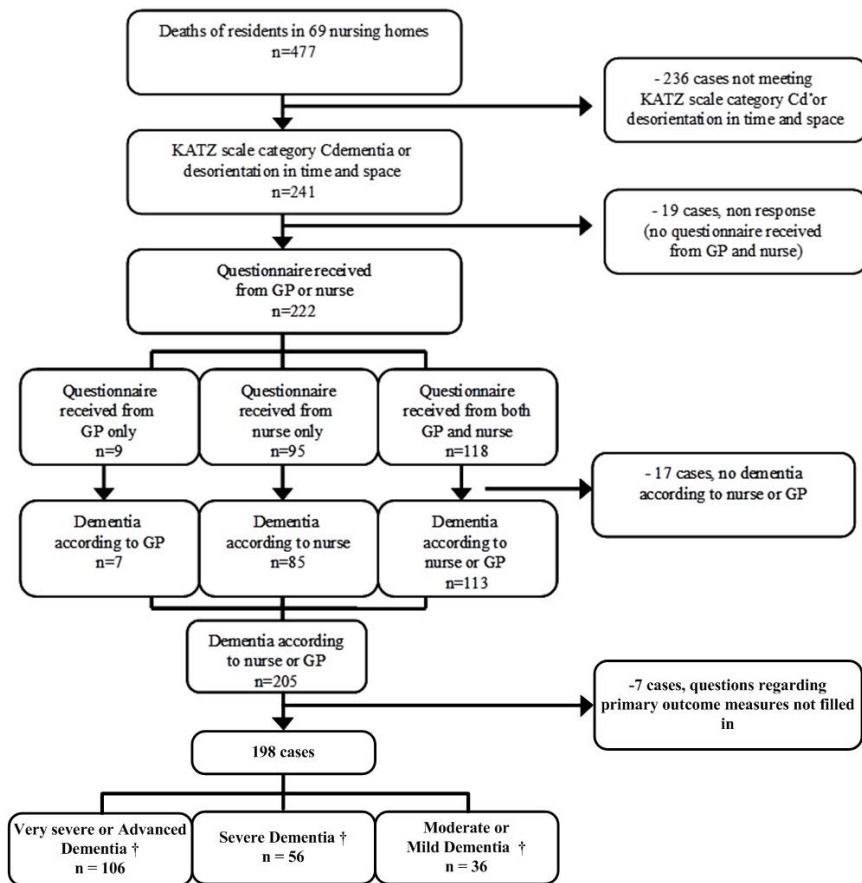 Deaths of residents in 69 nursing homes
n=477
- 236 cases not meeting
KATZ scale category Cd*or
desorientation in time and space
KATZ scale category Cdementia or
desorientation in time and space
n=241
- 19 cases, non response
(no questionnaire received
from GP and nurse)
Questionnaire received
from GP or nurse
n=222
Questionnaire
received from
GP only
n=9
Questionnaire
received from
nurse only
n=95
Questionnaire
received from both
GP and nurse
n=118
- 17 cases, no dementia
according to nurse or GP
Dementia
according to GP
n=7
Dementia
according to nurse
n=85
Dementia
according to
nurse or GP
n=113
Dementia according
to nurse or GP
n=205
-7 cases, questions regarding
primary outcome measures not filled
in
198 cases
Very severe or Advanced
Dementia †
n = 106
Severe Dementia †
n = 56
Moderate or
Mild Dementia †
n = 36